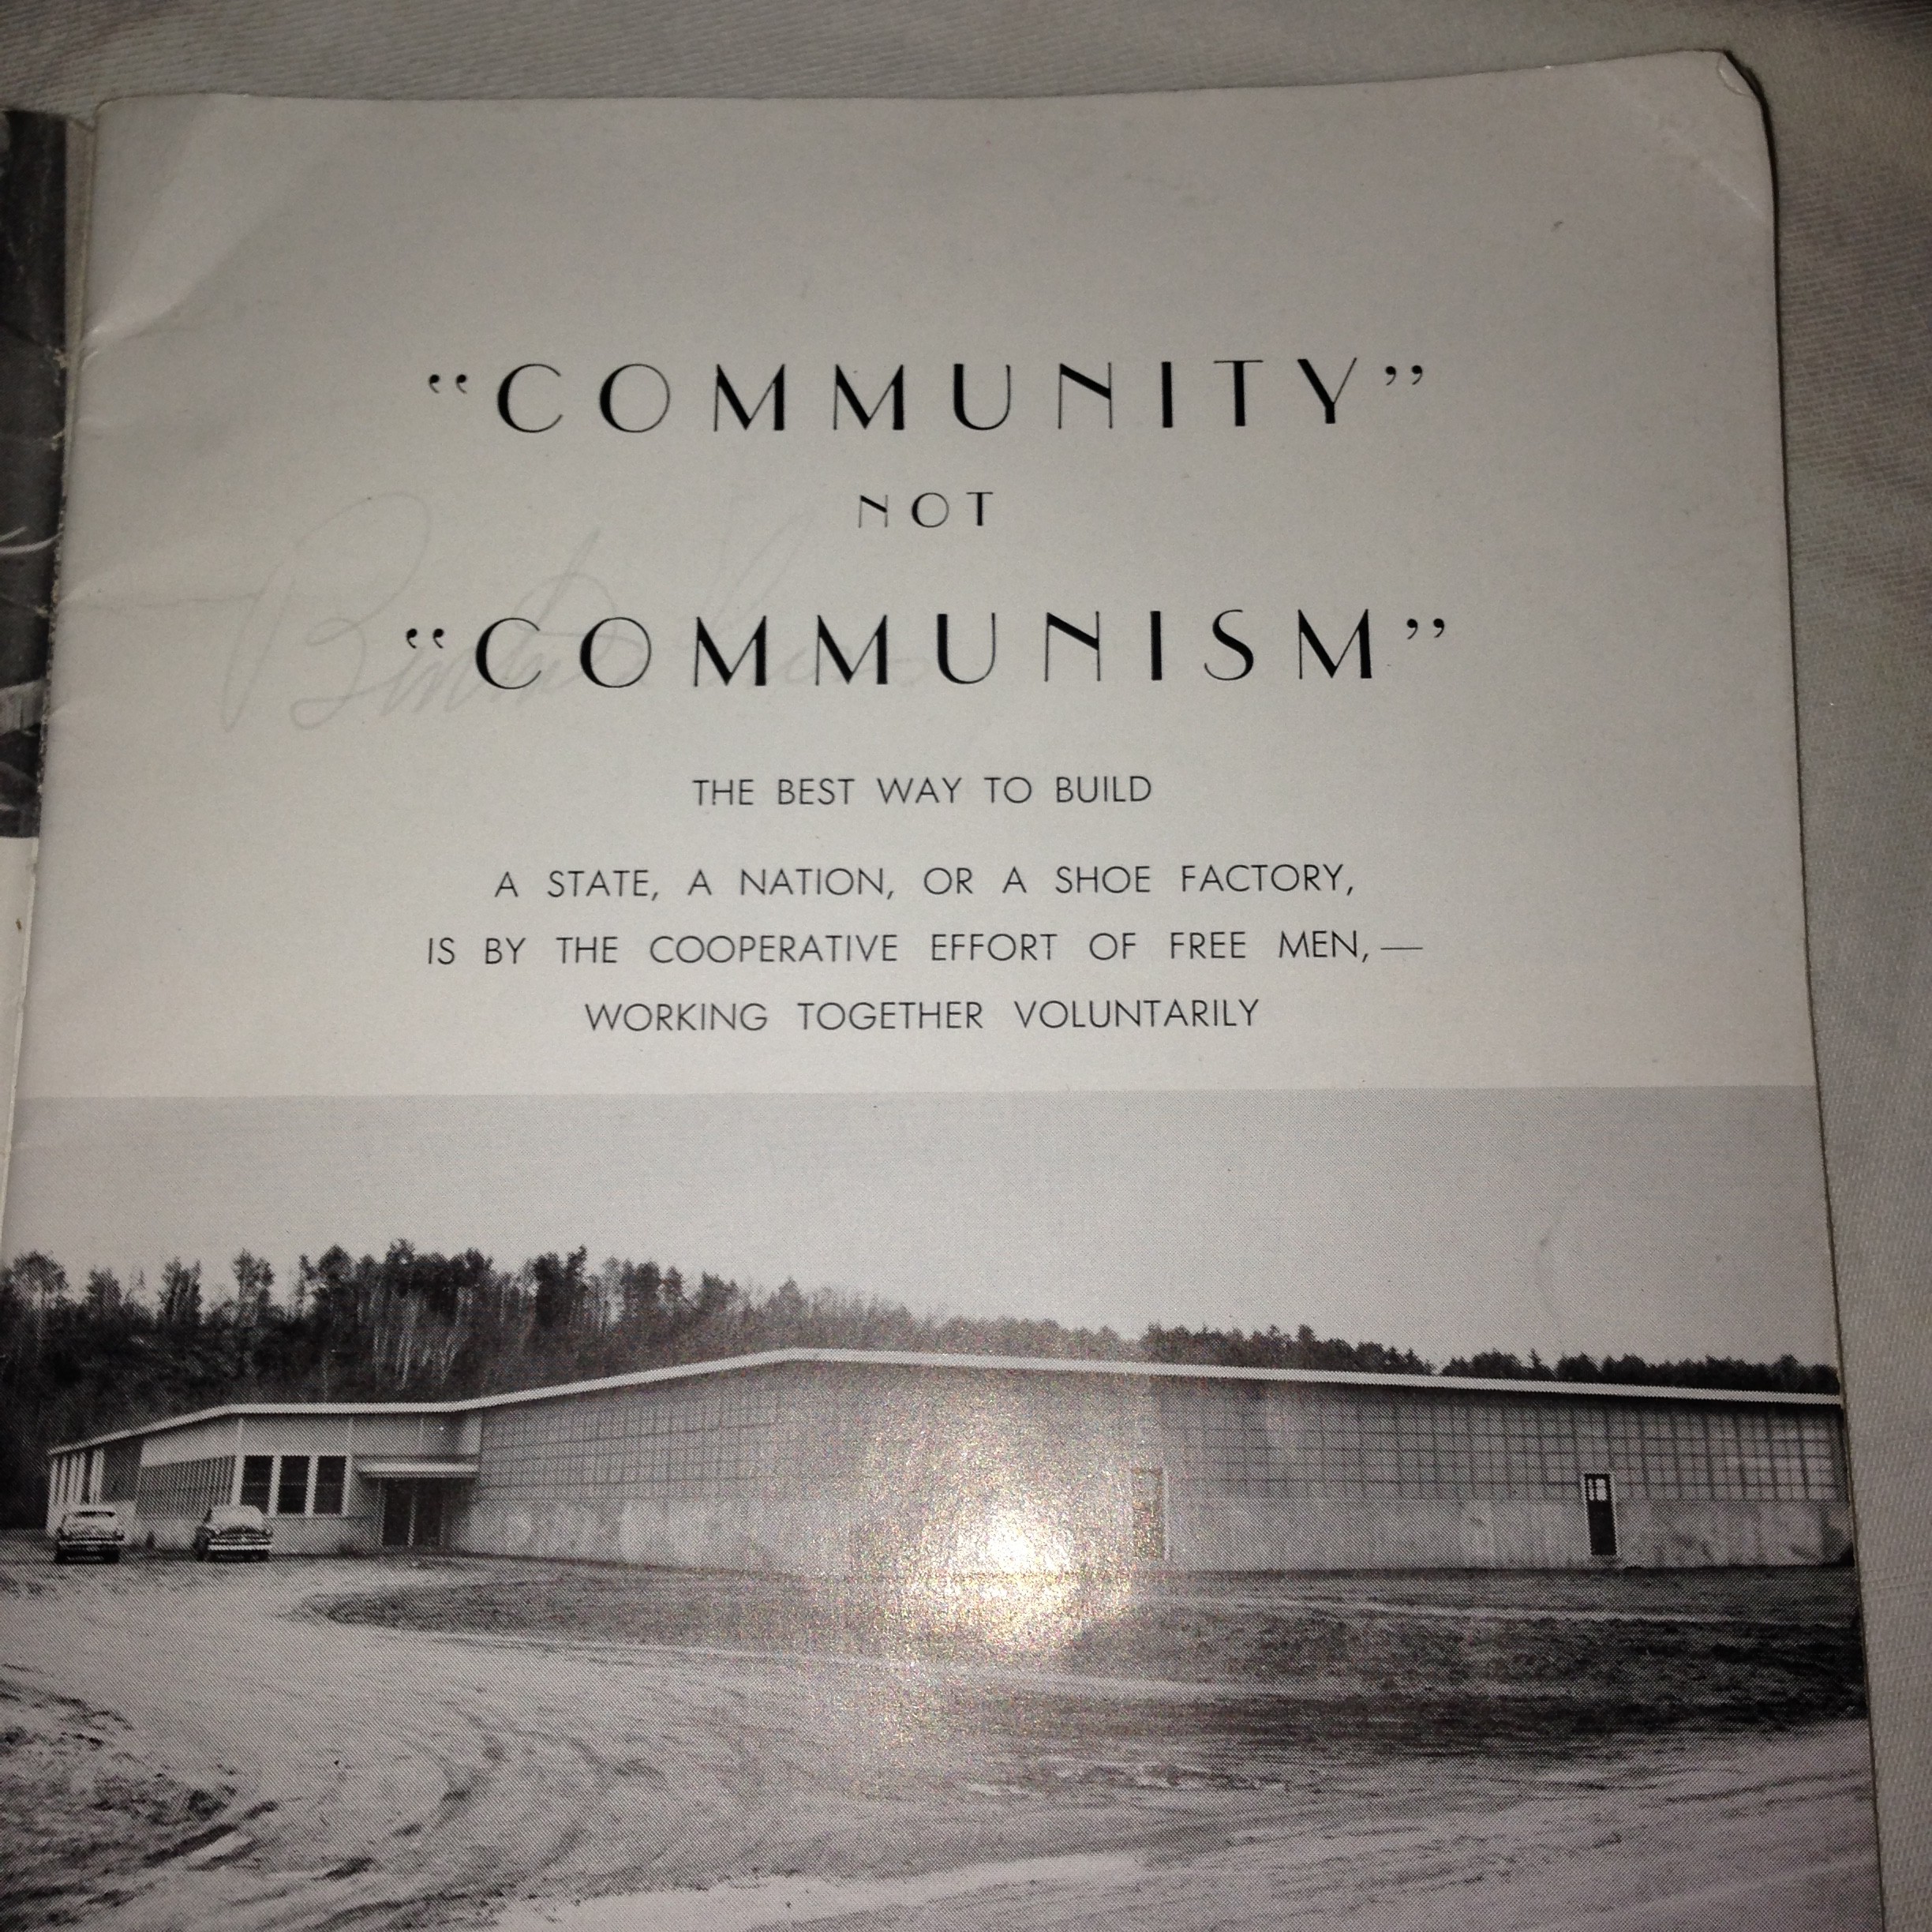 “COMMUNITY”
NOT
“COMMUNISM”
THE BEST WAY TO BUILD
A STATE, A NATION, OR A SHOE FACTORY,
IS BY THE COOPERATIVE EFFORT OF FREE MEN,—
WORKING TOGETHER VOLUNTARILY